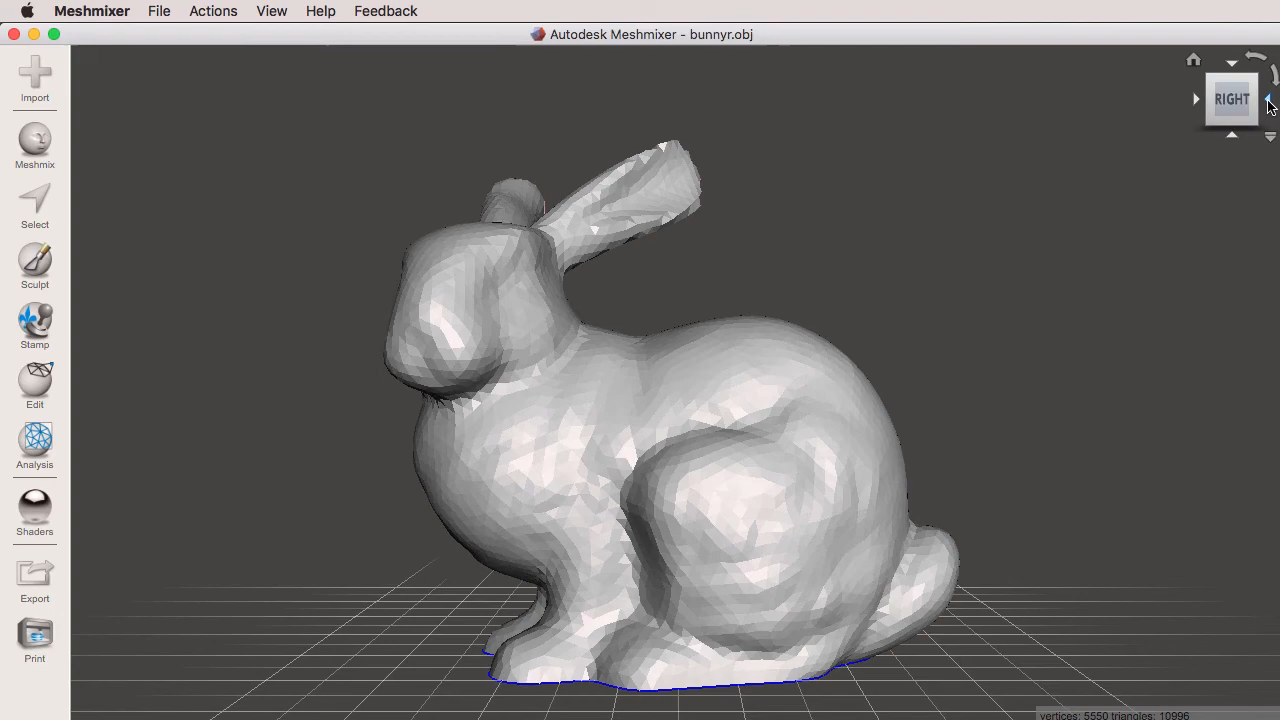 Meshmixer File Actions View Help Feedback
Autodesk Meshmixer - bunnyr.obj
Import
Meshmix
Select
Sculpt
Stamp
Edit
Analysis
Shaders
Export
Print
RIGHT
vertices: 5550 triangles: 10996